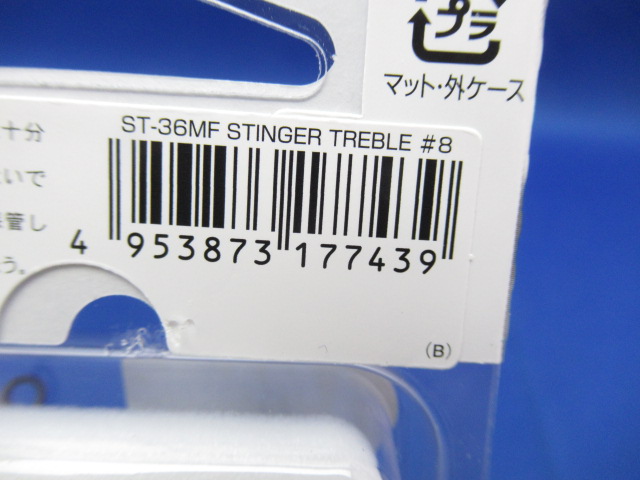 プラ
マット・外ケース
十分
いで
管し
う。
ST-36MF STINGER TREBLE #8
4 953873 177439
(B)